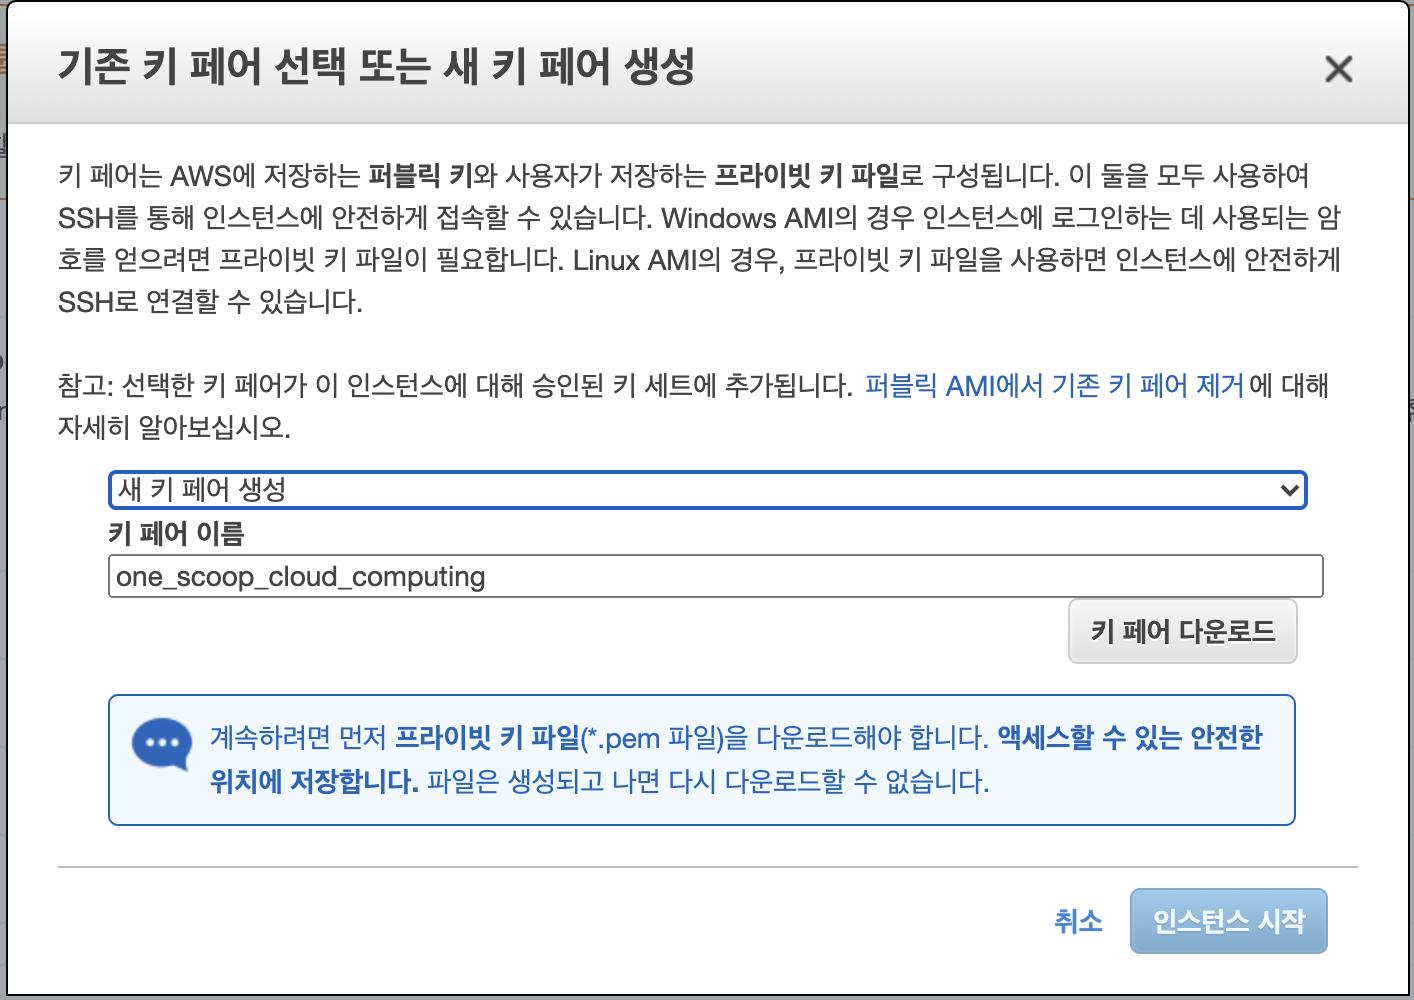 기존 키 페어 선택 또는 새 키 페어 생성
키 페어는 AWS에 저장하는 퍼블릭 키와 사용자가 저장하는 프라이빗 키 파일로 구성됩니다. 이 둘을 모두 사용하여
SSH를 통해 인스턴스에 안전하게 접속할 수 있습니다. Windows AMI의 경우 인스턴스에 로그인하는 데 사용되는 암
호를 얻으려면 프라이빗 키 파일이 필요합니다. Linux AMI의 경우, 프라이빗 키 파일을 사용하면 인스턴스에 안전하게
SSH로 연결할 수 있습니다.
참고: 선택한 키 페어가 이 인스턴스에 대해 승인된 키 세트에 추가됩니다. 퍼블릭 AMI에서 기존 키 페어 제거에 대해
자세히 알아보십시오.
새 키 페어 생성
키 페어 이름
one_scoop_cloud_computing
키 페어 다운로드
계속하려면 먼저 프라이빗 키 파일(*.pem 파일)을 다운로드해야 합니다. 액세스할 수 있는 안전한
위치에 저장합니다. 파일은 생성되고 나면 다시 다운로드할 수 없습니다.
취소 인스턴스 시작